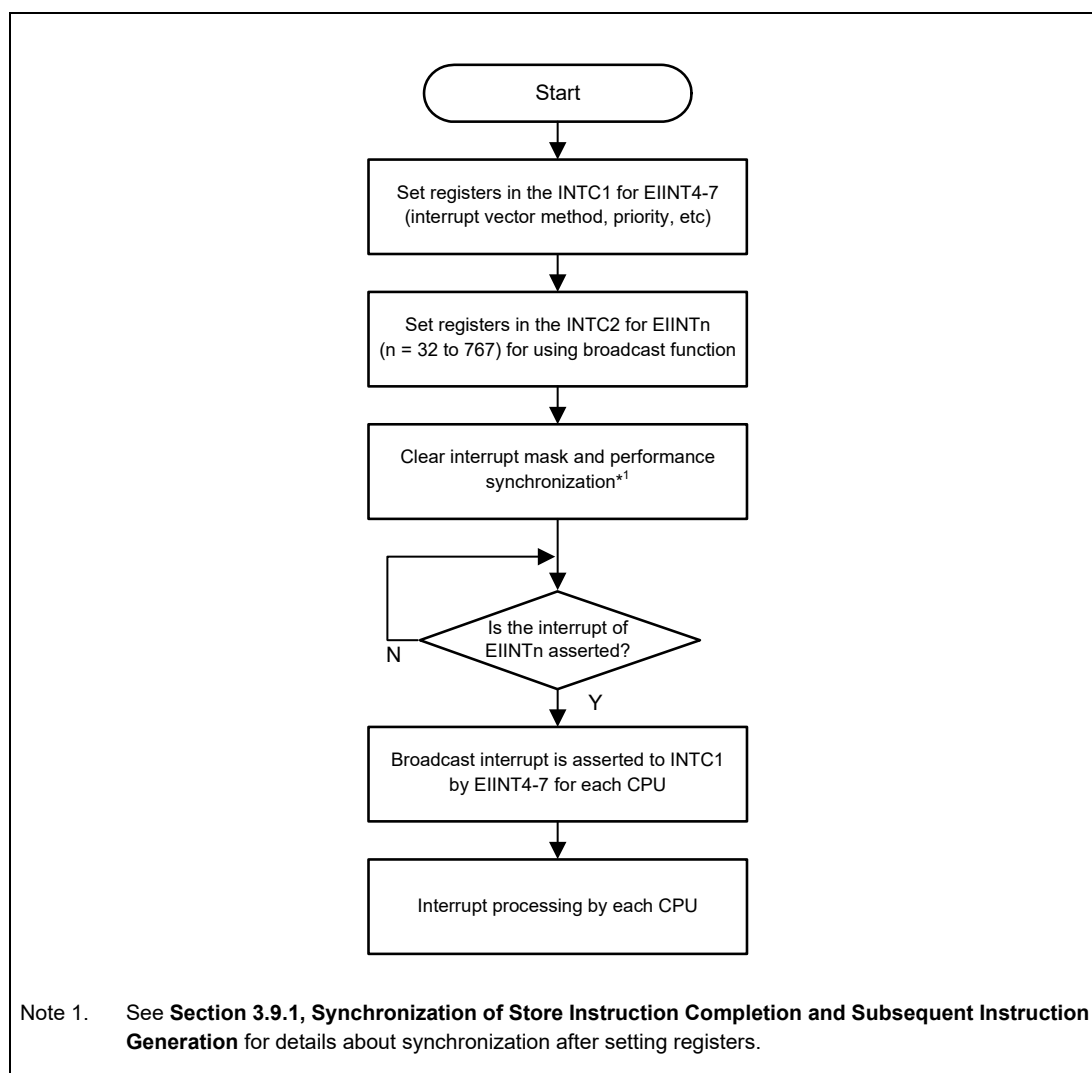 Start
Set registers in the INTC1 for EIINT4-7
(interrupt vector method, priority, etc)
Set registers in the INTC2 for EIINTn
(n = 32 to 767) for using broadcast function
Clear interrupt mask and performance
synchronization*1
Is the interrupt of
EIINTn asserted?
N
Y
Broadcast interrupt is asserted to INTC1
by EIINT4-7 for each CPU
Interrupt processing by each CPU
Note 1. See Section 3.9.1, Synchronization of Store Instruction Completion and Subsequent Instruction
Generation for details about synchronization after setting registers.